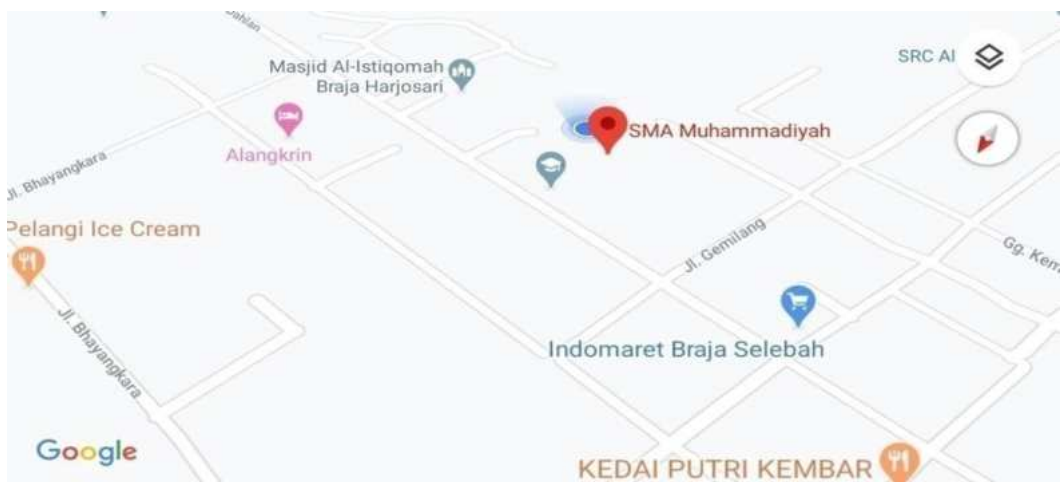 Dahlan
Masjid Al-Istiqomah
Braja Harjosari
SRC Al
SMA Muhammadiyah
Alangkrin
Jl. Bhayangkara
Pelangi Ice Cream
Jl. Gemilang
Gg. Kem
Jl. Bhayangkara
Indomaret Braja Selebah
Google
KEDAI PUTRI KEMBAR